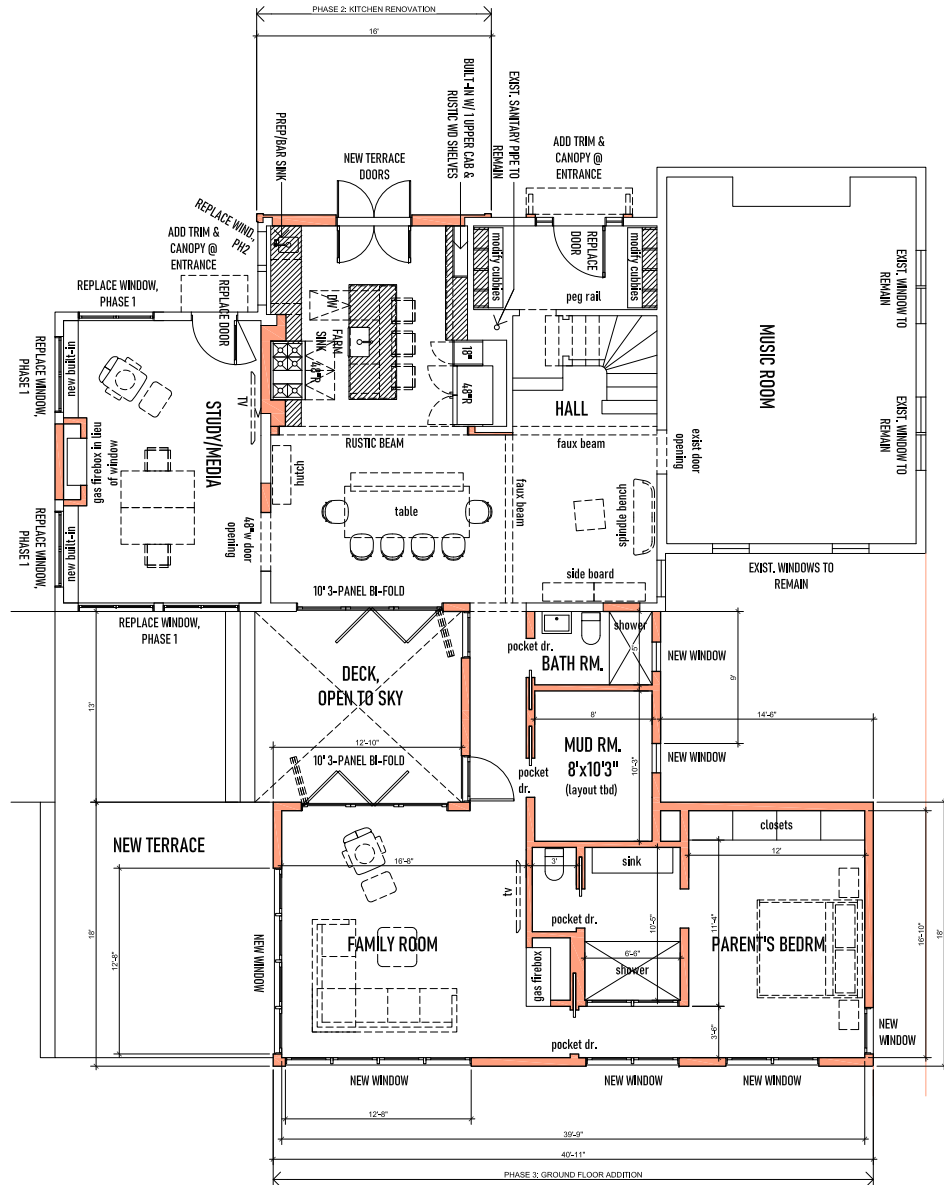 PHASE 2: KITCHEN RENOVATION
16'
PREP/BAR SINK
NEW TERRACE
DOORS
BUILT-IN W/ 1 UPPER CAB &
RUSTIC WD SHELVES
EXIST. SANITARY PIPE TO
REMAIN
ADD TRIM &
CANOPY @
ENTRANCE
REPLACE WIND,
PH2
ADD TRIM &
CANOPY @
ENTRANCE
REPLACE DOOR
REPLACE WINDOW,
PHASE 1
modify cubbies
REPLACE
DOOR
modify cubbies
peg rail
EXIST. WINDOW TO
REMAIN
MUSIC ROOM
EXIST. WINDOW TO
REMAIN
DW
FARM
SINK
48"R
18"
48"R
HALL
REPLACE WINDOW,
PHASE 1
new built-in
TV
STUDY/MEDIA
gas firebox in lieu
of window
REPLACE WINDOW,
PHASE 1
new built-in
48"w door
opening
RUSTIC BEAM
faux beam
exist door
opening
hutch
table
faux beam
spindle bench
side board
10' 3-PANEL BI-FOLD
EXIST. WINDOWS TO
REMAIN
REPLACE WINDOW,
PHASE 1
shower
pocket dr.
BATH RM.
5'
NEW WINDOW
9'
DECK,
OPEN TO SKY
13'
12'-10"
8'
14'-6"
MUD RM.
8'x10'3"
(layout tbd)
10'-3"
NEW WINDOW
10' 3-PANEL BI-FOLD
pocket
dr.
NEW TERRACE
closets
12'
16'-6"
3'
sink
TV
pocket dr.
10'-5"
11'-4"
FAMILY ROOM
PARENT'S BEDRM
18'
12'-8"
NEW WINDOW
6'-6"
shower
gas firebox
16'-10"
18'
3'-6"
NEW
WINDOW
pocket dr.
NEW WINDOW
NEW WINDOW
NEW WINDOW
12'-8"
39'-9"
40'-11"
PHASE 3: GROUND FLOOR ADDITION